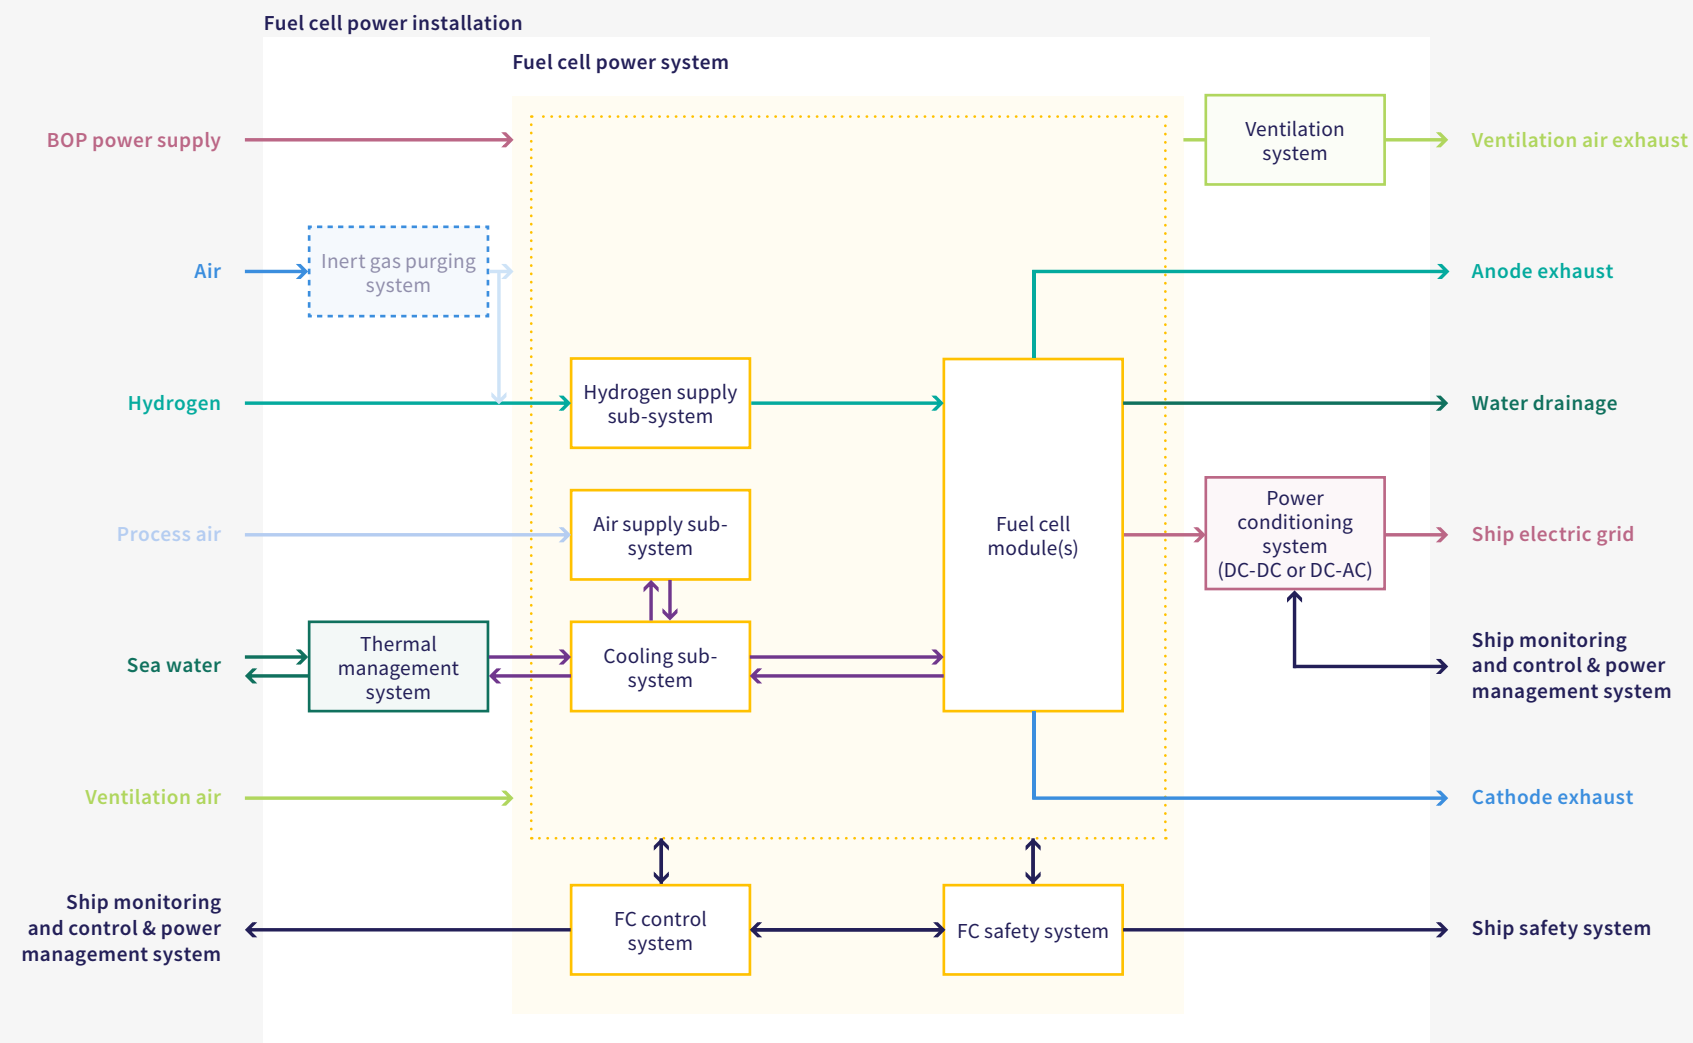 Fuel cell power installation
Fuel cell power system
BOP power supply
Ventilation
system
Ventilation air exhaust
Air
Inert gas purging
system
Anode exhaust
Hydrogen
Hydrogen supply
sub-system
Water drainage
Process air
Air supply sub-
system
Fuel cell
module(s)
Power
conditioning
system
(DC-DC or DC-AC)
Ship electric grid
Sea water
Thermal
management
system
Cooling sub-
system
Ship monitoring
and control & power
management system
Ventilation air
Cathode exhaust
Ship monitoring
and control & power
management system
FC control
system
FC safety system
Ship safety system